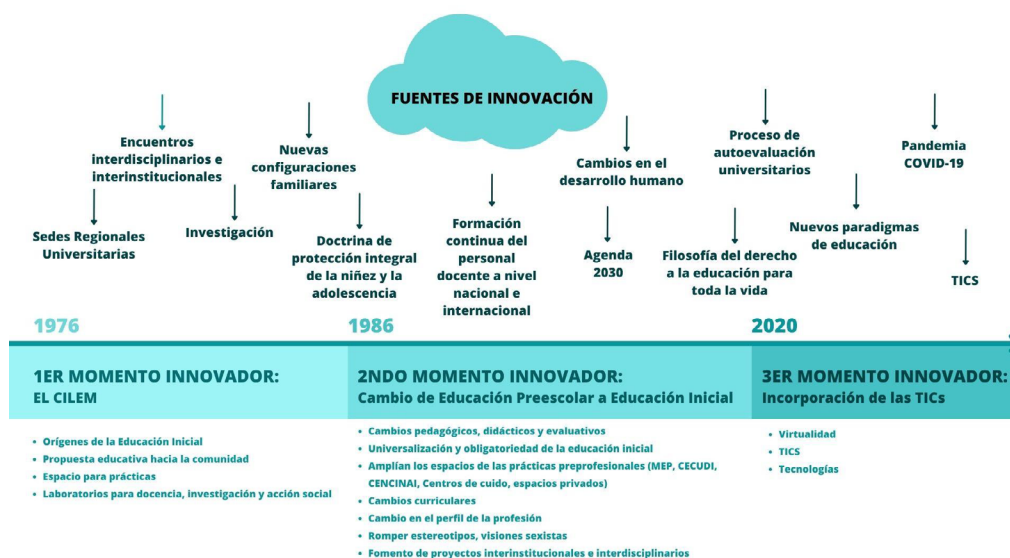 FUENTES DE INNOVACIÓN
Encuentros
interdisciplinarios e
interinstitucionales
Nuevas
configuraciones
familiares
Cambios en el
desarrollo humano
Proceso de
autoevaluación
universitarios
Pandemia
COVID-19
Sedes Regionales
Universitarias
Investigación
Doctrina de
protección integral
de la niñez y la
adolescencia
Formación
continua del
personal
docente a nivel
nacional e
internacional
Agenda
2030
Filosofía del derecho
a la educación para
toda la vida
Nuevos paradigmas
de educación
TICS
1976
1986
2020
1ER MOMENTO INNOVADOR:
EL CILEM
2NDO MOMENTO INNOVADOR:
Cambio de Educación Preescolar a Educación Inicial
3ER MOMENTO INNOVADOR:
Incorporación de las TICs
• Orígenes de la Educación Inicial
• Propuesta educativa hacia la comunidad
• Espacio para prácticas
• Laboratorios para docencia, investigación y acción social
• Cambios pedagógicos, didácticos y evaluativos
• Universalización y obligatoriedad de la educación inicial
• Amplían los espacios de las prácticas preprofesionales (MEP, CECUDI,
CENCINAI, Centros de cuido, espacios privados)
• Cambios curriculares
• Cambio en el perfil de la profesión
• Romper estereotipos, visiones sexistas
• Fomento de proyectos interinstitucionales e interdisciplinarios
• Virtualidad
• TICS
• Tecnologías